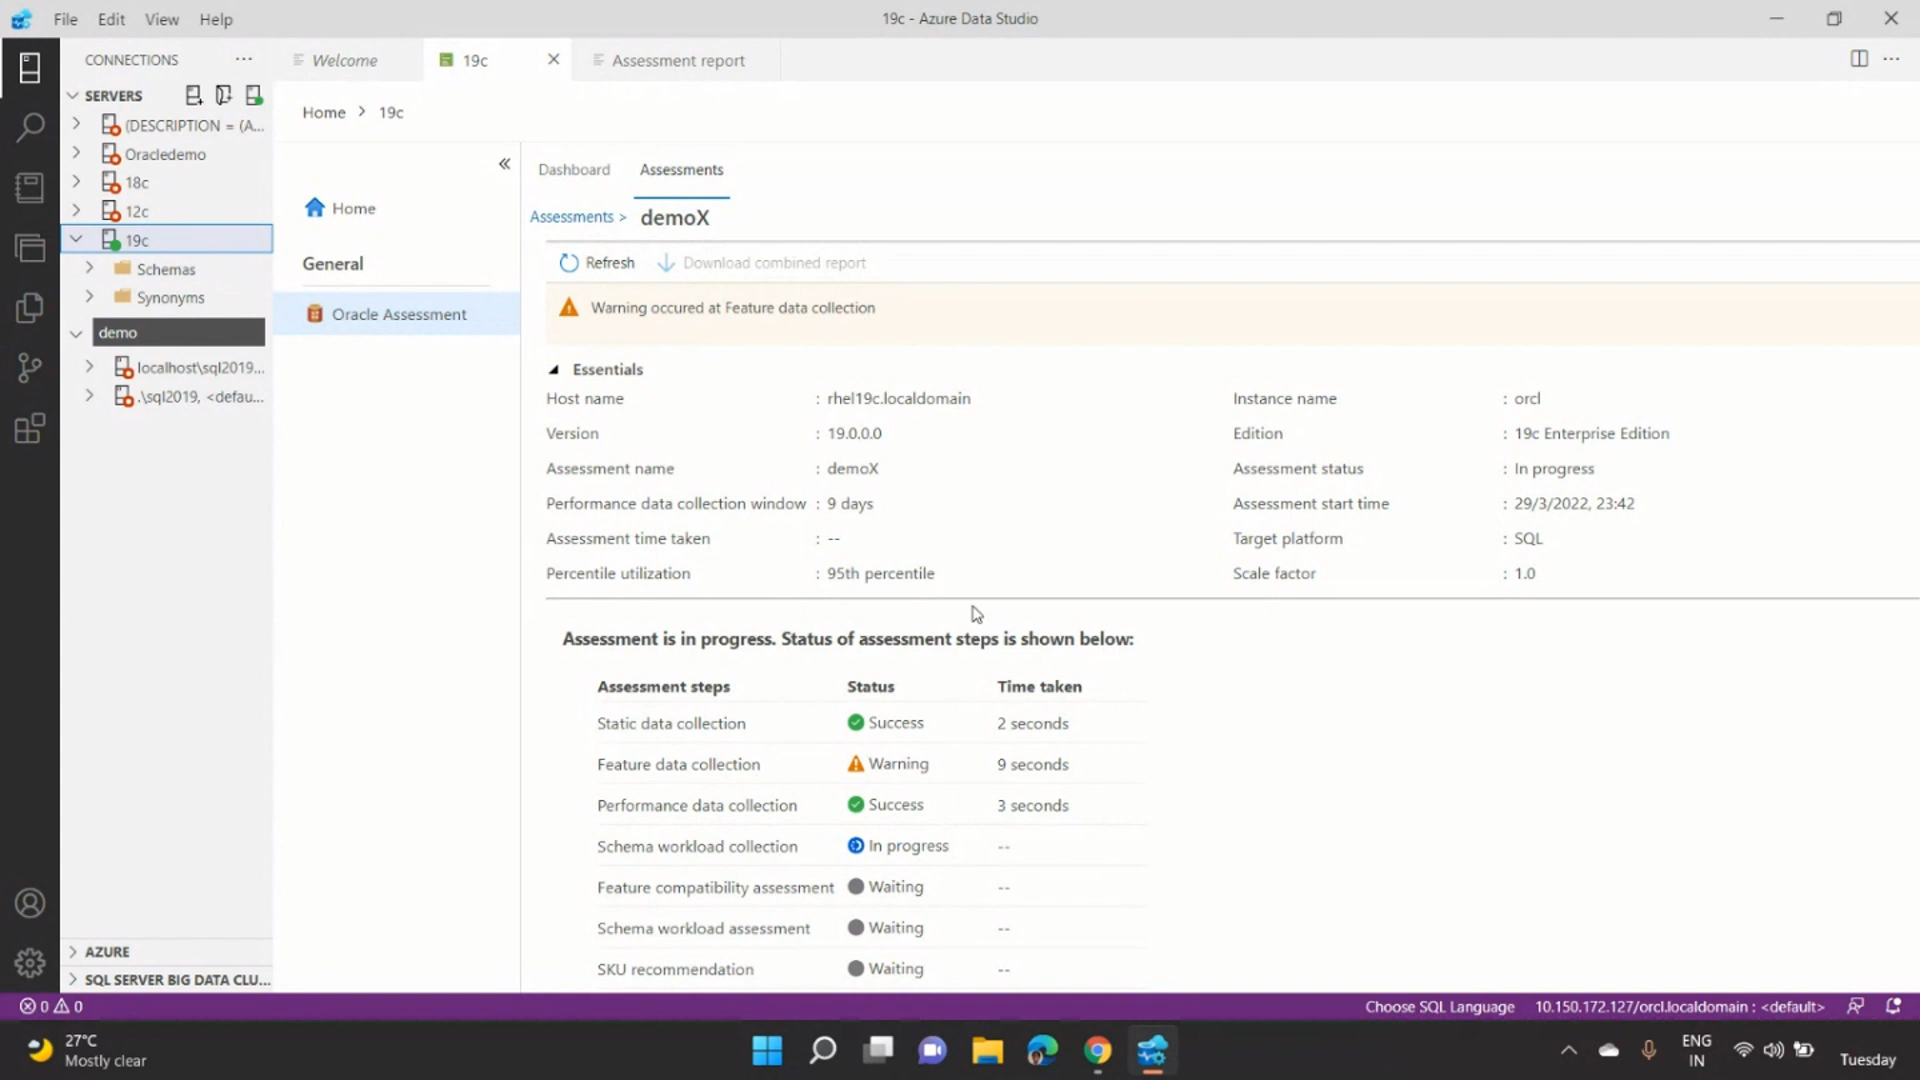 File Edit View Help
19c - Azure Data Studio
CONNECTIONS
Welcome
19c
Assessment report
SERVERS
(DESCRIPTION = (A...
Oracledemo
18c
12c
19c
Schemas
Synonyms
demo
localhost\sql2019...
.\sql2019, <defau...
AZURE
SQL SERVER BIG DATA CLU...
Home > 19c
Home
General
Oracle Assessment
Dashboard Assessments
Assessments > demoX
Refresh Download combined report
Warning occured at Feature data collection
Essentials
Host name : rhel19c.localdomain
Instance name : orcl
Version : 19.0.0.0
Edition : 19c Enterprise Edition
Assessment name : demoX
Assessment status : In progress
Performance data collection window : 9 days
Assessment start time : 29/3/2022, 23:42
Assessment time taken : --
Target platform : SQL
Percentile utilization : 95th percentile
Scale factor : 1.0
Assessment is in progress. Status of assessment steps is shown below:
Assessment steps Status Time taken
Static data collection Success 2 seconds
Feature data collection Warning 9 seconds
Performance data collection Success 3 seconds
Schema workload collection In progress --
Feature compatibility assessment Waiting --
Schema workload assessment Waiting --
SKU recommendation Waiting --
0 0
Choose SQL Language 10.150.172.127/orcl.localdomain : <default>
27°C
Mostly clear
ENG
IN
Tuesday